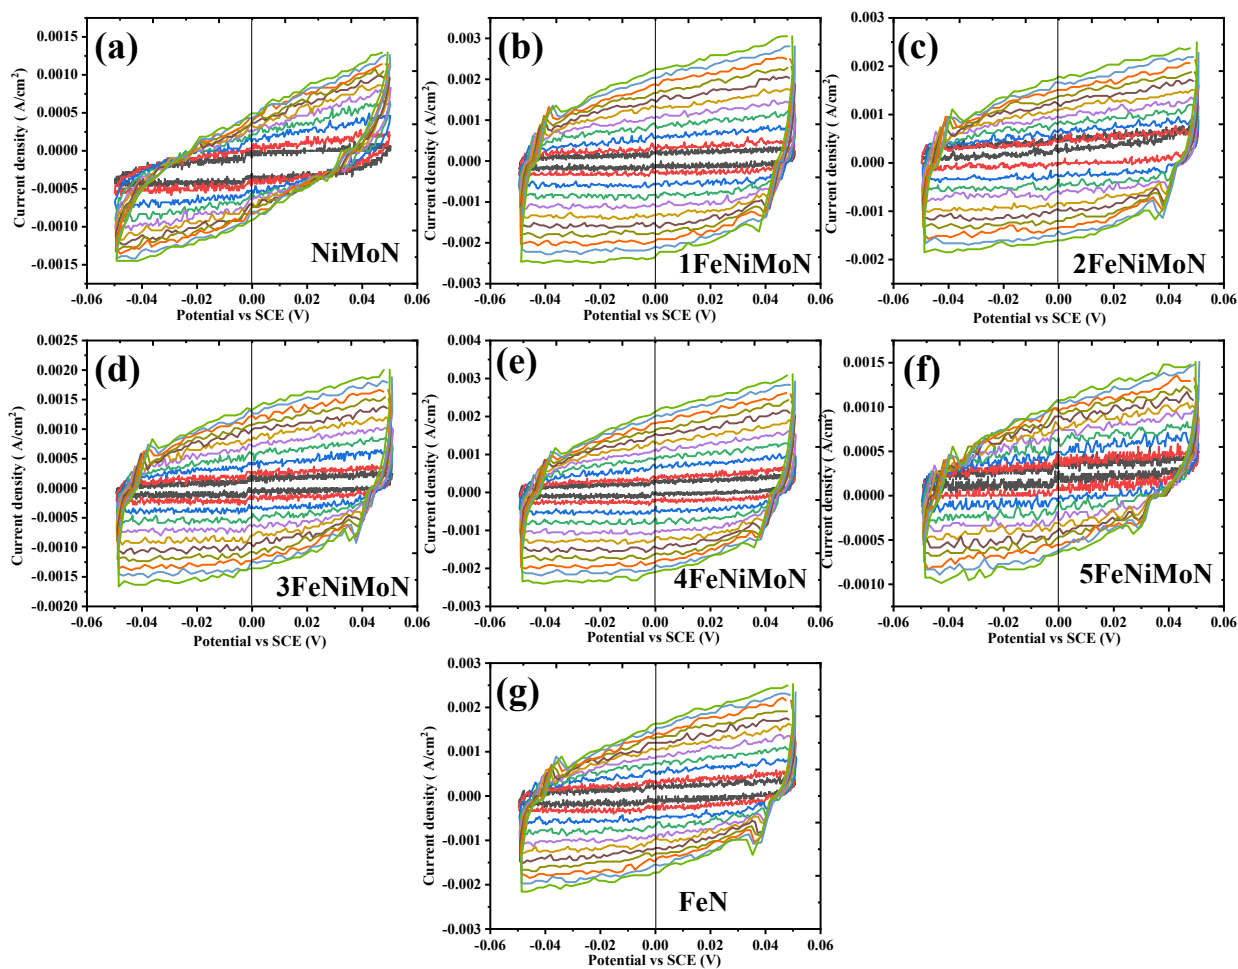 (a)
Current density ( A/cm²)
0.0015
0.0010
0.0005
0.0000
-0.0005
-0.0010
-0.0015
NiMoN
-0.06 -0.04 -0.02 0.00 0.02 0.04 0.06
Potential vs SCE (V)
(b)
Current density ( A/cm²)
0.003
0.002
0.001
0.000
-0.001
-0.002
-0.003
1FeNiMoN
-0.06 -0.04 -0.02 0.00 0.02 0.04 0.06
Potential vs SCE (V)
(c)
Current density ( A/cm²)
0.003
0.002
0.001
0.000
-0.001
-0.002
2FeNiMoN
-0.06 -0.04 -0.02 0.00 0.02 0.04 0.06
Potential vs SCE (V)
(d)
Current density ( A/cm²)
0.0025
0.0020
0.0015
0.0010
0.0005
0.0000
-0.0005
-0.0010
-0.0015
-0.0020
3FeNiMoN
-0.06 -0.04 -0.02 0.00 0.02 0.04 0.06
Potential vs SCE (V)
(e)
Current density ( A/cm²)
0.004
0.003
0.002
0.001
0.000
-0.001
-0.002
-0.003
4FeNiMoN
-0.06 -0.04 -0.02 0.00 0.02 0.04 0.06
Potential vs SCE (V)
(f)
Current density ( A/cm²)
0.0015
0.0010
0.0005
0.0000
-0.0005
-0.0010
5FeNiMoN
-0.06 -0.04 -0.02 0.00 0.02 0.04 0.06
Potential vs SCE (V)
(g)
Current density ( A/cm²)
0.003
0.002
0.001
0.000
-0.001
-0.002
-0.003
FeN
-0.06 -0.04 -0.02 0.00 0.02 0.04 0.06
Potential vs SCE (V)